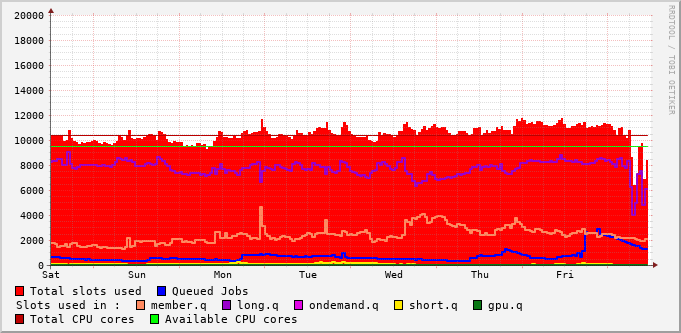 RRDTOOL / TOBI OETIKER
20000
18000
16000
14000
12000
10000
8000
6000
4000
2000
0
Sat Sun Mon Tue Wed Thu Fri
Total slots used Queued Jobs
Slots used in : member.q long.q ondemand.q short.q gpu.q
Total CPU cores Available CPU cores